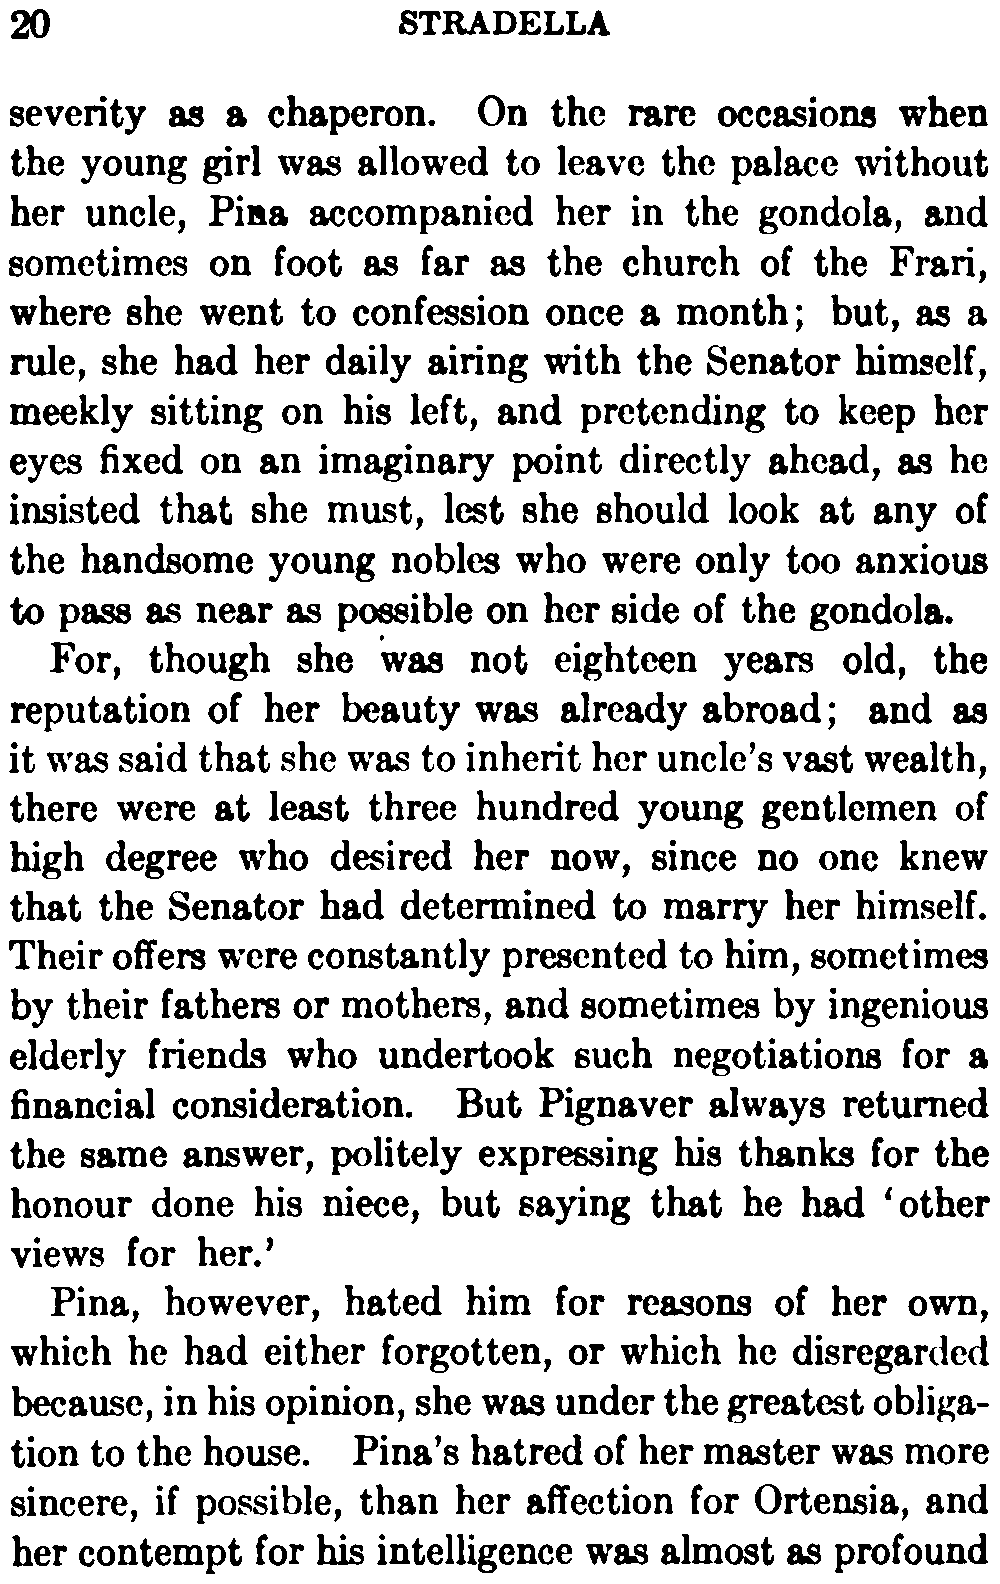 20 STRADELLA
severity as a chaperon. On the rare occasions when
the young girl was allowed to leave the palace without
her uncle, Pina accompanied her in the gondola, and
sometimes on foot as far as the church of the Frari,
where she went to confession once a month; but, as a
rule, she had her daily airing with the Senator himself,
meekly sitting on his left, and pretending to keep her
eyes fixed on an imaginary point directly ahead, as he
insisted that she must, lest she should look at any of
the handsome young nobles who were only too anxious
to pass as near as possible on her side of the gondola.
For, though she was not eighteen years old, the
reputation of her beauty was already abroad; and as
it was said that she was to inherit her uncle's vast wealth,
there were at least three hundred young gentlemen of
high degree who desired her now, since no one knew
that the Senator had determined to marry her himself.
Their offers were constantly presented to him, sometimes
by their fathers or mothers, and sometimes by ingenious
elderly friends who undertook such negotiations for a
financial consideration. But Pignaver always returned
the same answer, politely expressing his thanks for the
honour done his niece, but saying that he had 'other
views for her.'
Pina, however, hated him for reasons of her own,
which he had either forgotten, or which he disregarded
because, in his opinion, she was under the greatest obliga-
tion to the house. Pina's hatred of her master was more
sincere, if possible, than her affection for Ortensia, and
her contempt for his intelligence was almost as profound